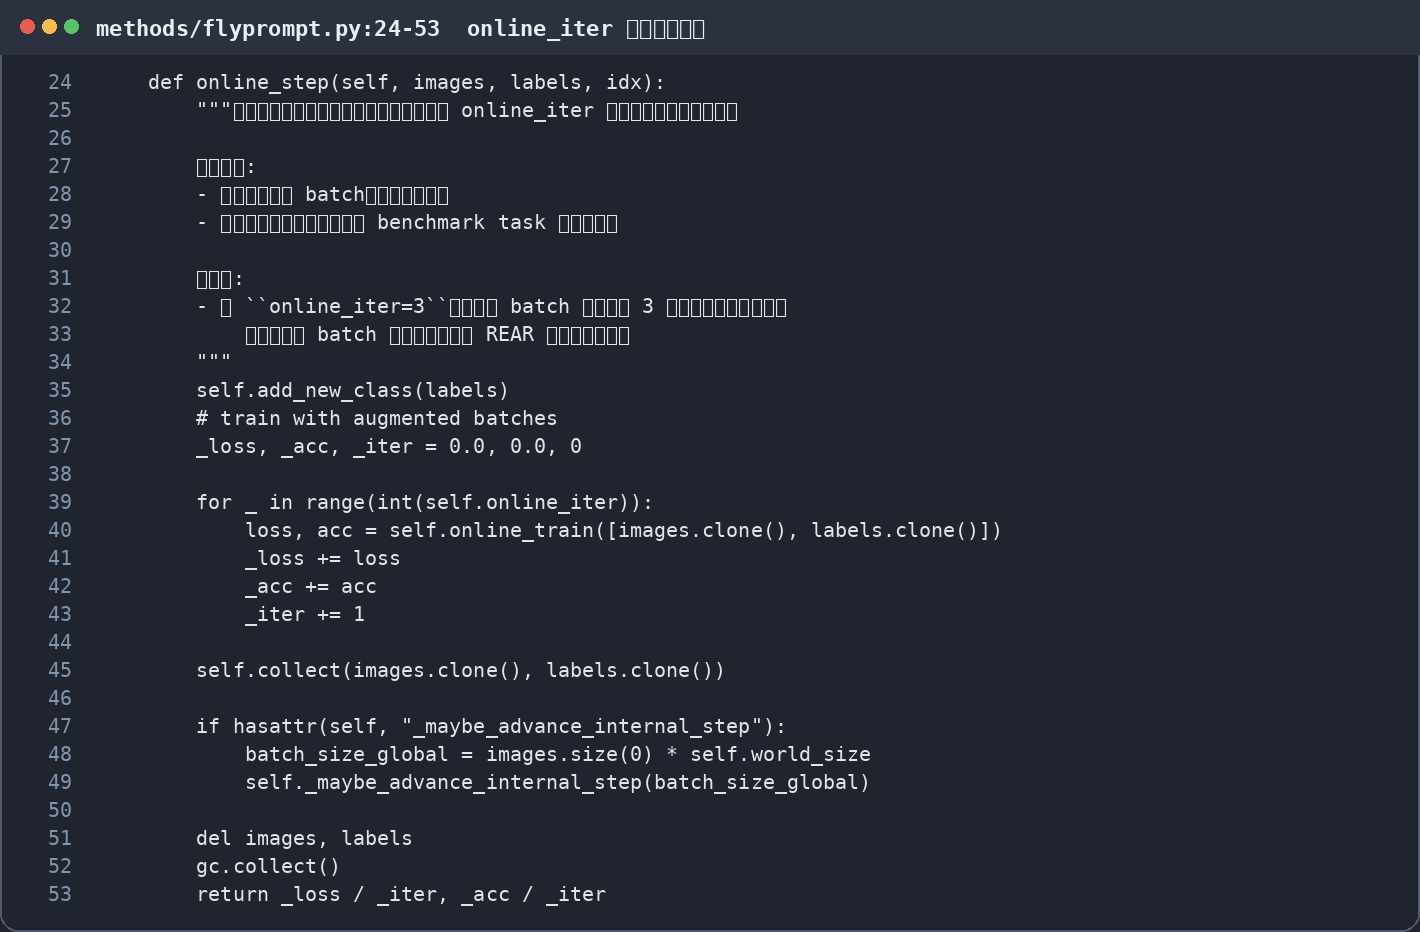 methods/flyprompt.py:24-53 online_iter
24 def online_step(self, images, labels, idx):
25 """ online_iter
26
27 :
28 - batch
29 - benchmark task
30
31 :
32 - ``online_iter=3`` batch 3
33 batch REAR
34 """
35 self.add_new_class(labels)
36 # train with augmented batches
37 _loss, _acc, _iter = 0.0, 0.0, 0
38
39 for _ in range(int(self.online_iter)):
40 loss, acc = self.online_train([images.clone(), labels.clone()])
41 _loss += loss
42 _acc += acc
43 _iter += 1
44
45 self.collect(images.clone(), labels.clone())
46
47 if hasattr(self, "_maybe_advance_internal_step"):
48 batch_size_global = images.size(0) * self.world_size
49 self._maybe_advance_internal_step(batch_size_global)
50
51 del images, labels
52 gc.collect()
53 return _loss / _iter, _acc / _iter